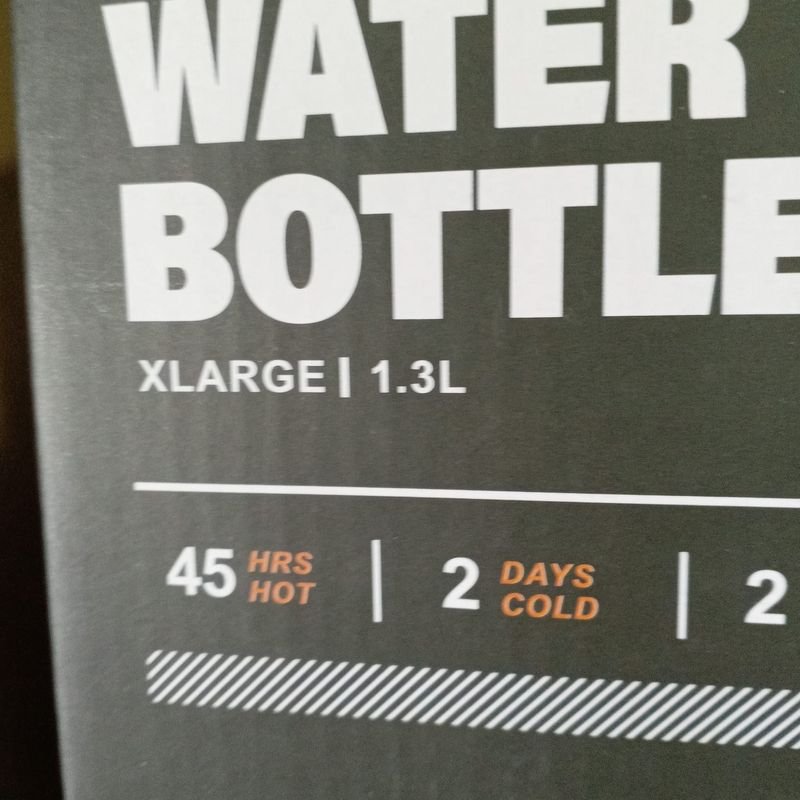 WATER
BOTTLE
XLARGE | 1.3L
45 HRS HOT | 2 DAYS COLD | 2